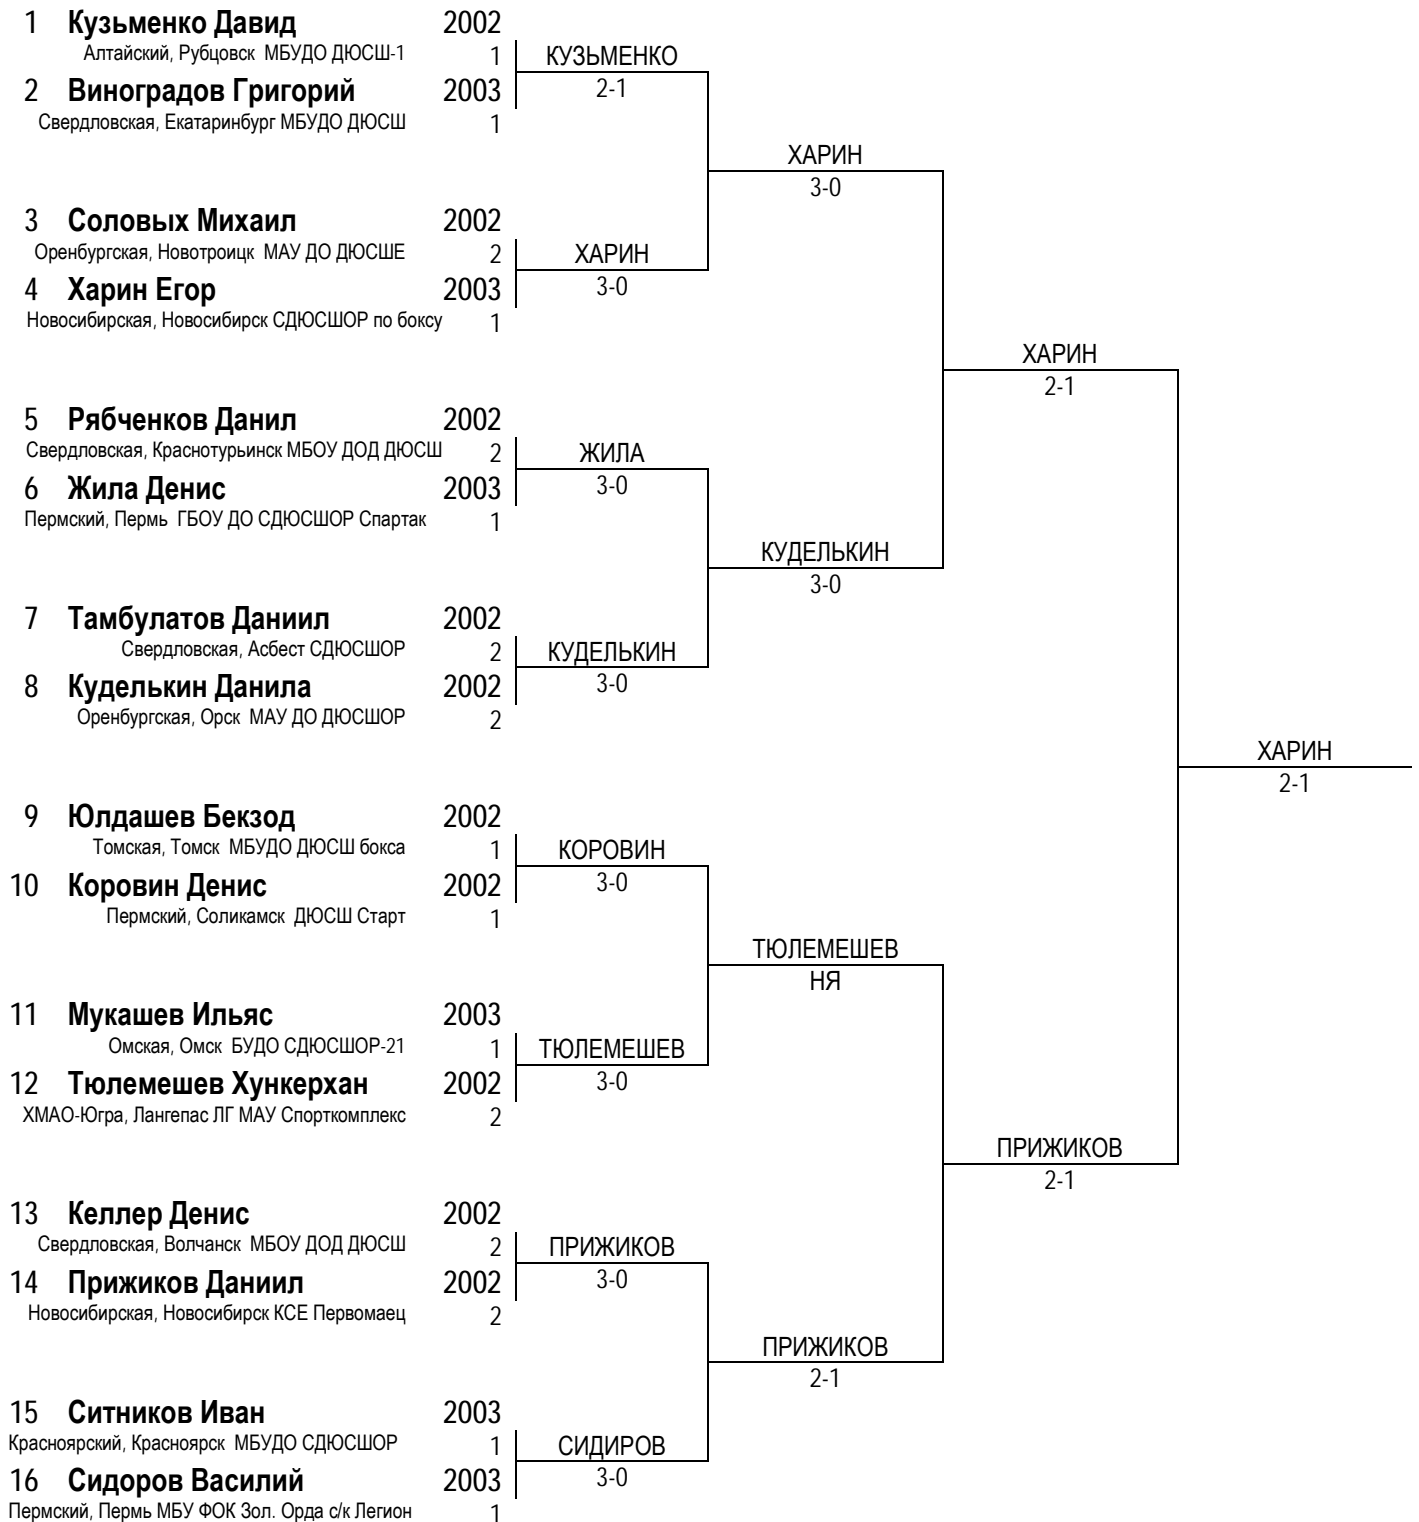 1 Кузьменко Давид 2002
Алтайский, Рубцовск МБУДО ДЮСШ-1 1 КУЗЬМЕНКО
2 Виноградов Григорий 2003 2-1
Свердловская, Екатаринбург МБУДО ДЮСШ 1
ХАРИН
3-0
3 Соловых Михаил 2002
Оренбургская, Новотроицк МАУ ДО ДЮСШЕ 2 ХАРИН
4 Харин Егор 2003 3-0
Новосибирская, Новосибирск СДЮСШОР по боксу 1
ХАРИН
2-1
5 Рябченков Данил 2002
Свердловская, Краснотурьинск МБОУ ДОД ДЮСШ 2 ЖИЛА
6 Жила Денис 2003 3-0
Пермский, Пермь ГБОУ ДО СДЮСШОР Спартак 1
КУДЕЛЬКИН
3-0
7 Тамбулатов Даниил 2002
Свердловская, Асбест СДЮСШОР 2 КУДЕЛЬКИН
8 Куделькин Данила 2002 3-0
Оренбургская, Орск МАУ ДО ДЮСШОР 2
ХАРИН
2-1
9 Юлдашев Бекзод 2002
Томская, Томск МБУДО ДЮСШ бокса 1 КОРОВИН
10 Коровин Денис 2002 3-0
Пермский, Соликамск ДЮСШ Старт 1
ТЮЛЕМЕШЕВ
НЯ
11 Мукашев Ильяс 2003
Омская, Омск БУДО СДЮСШОР-21 1 ТЮЛЕМЕШЕВ
12 Тюлемешев Хункерхан 2002 3-0
ХМАО-Югра, Лангепас ЛГ МАУ Спорткомплекс 2
ПРИЖИКОВ
2-1
13 Келлер Денис 2002
Свердловская, Волчанск МБОУ ДОД ДЮСШ 2 ПРИЖИКОВ
14 Прижиков Даниил 2002 3-0
Новосибирская, Новосибирск КСЕ Первомаец 2
ПРИЖИКОВ
2-1
15 Ситников Иван 2003
Красноярский, Красноярск МБУДО СДЮСШОР 1 СИДИРОВ
16 Сидоров Василий 2003 3-0
Пермский, Пермь МБУ ФОК Зол. Орда с/к Легион 1